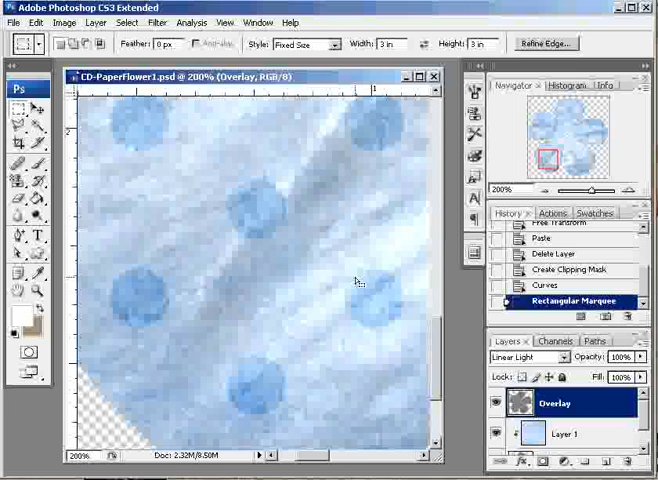 Adobe Photoshop CS3 Extended
File Edit Image Layer Select Filter Analysis View Window Help
Feather: 0 px Anti-alias Style: Fixed Size Width: 3 in Height: 3 in Refine Edge...
CD-PaperFlower1.psd @ 200% (Overlay, RGB/8)
Ps
1
2
Navigator Histogram Info
200%
History Actions Swatches
Free Transform
Paste
Delete Layer
Create Clipping Mask
Curves
Rectangular Marquee
Layers Channels Paths
Linear Light Opacity: 100%
Lock: Fill: 100%
Overlay
Layer 1
200% Doc: 2.32M/8.50M